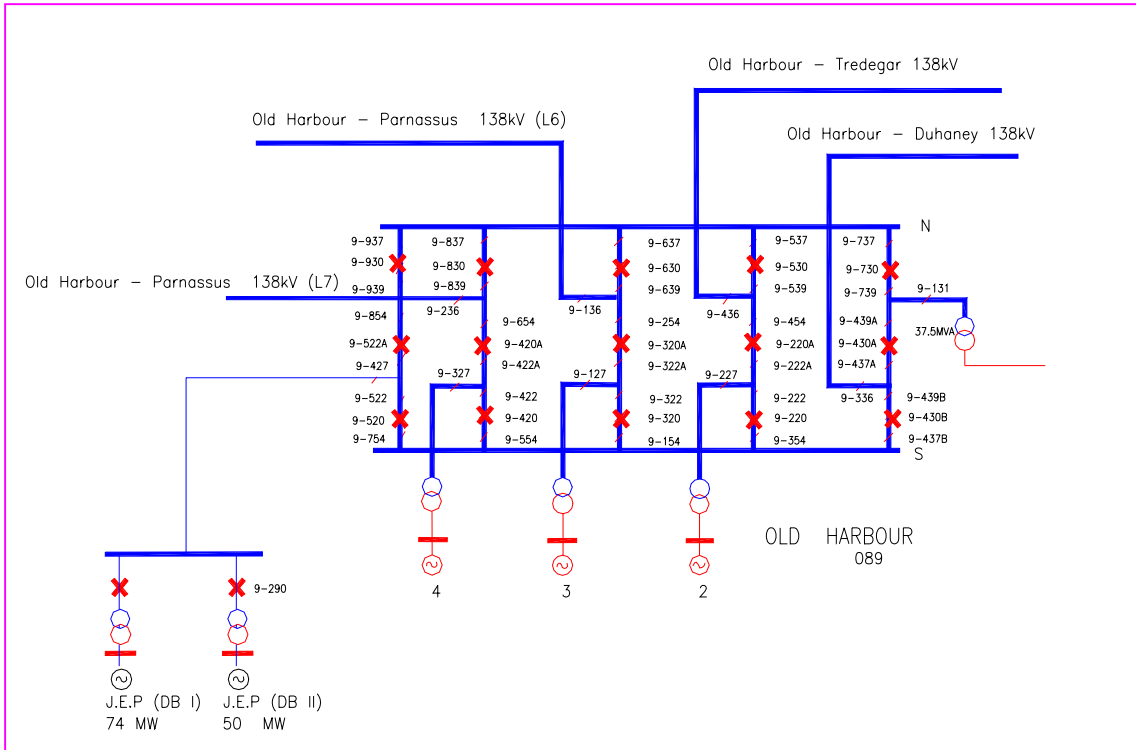 Old Harbour – Tredegar 138kV
Old Harbour – Parnassus 138kV (L6)
Old Harbour – Duhaney 138kV
N
9-937
9-837
9-637
9-537
9-737
9-930
9-830
9-630
9-530
9-730
Old Harbour – Parnassus 138kV (L7)
9-939
9-839
9-639
9-539
9-739
9-131
9-236
9-136
9-436
9-854
9-654
9-254
9-454
9-439A
37.5MVA
9-522A
9-420A
9-320A
9-220A
9-430A
9-427
9-422A
9-322A
9-222A
9-437A
9-327
9-127
9-227
9-336
9-522
9-422
9-322
9-222
9-439B
9-520
9-420
9-320
9-220
9-430B
9-754
9-554
9-154
9-354
9-437B
S
OLD HARBOUR
089
4
3
2
9-290
J.E.P (DB I)
74 MW
J.E.P (DB II)
50 MW